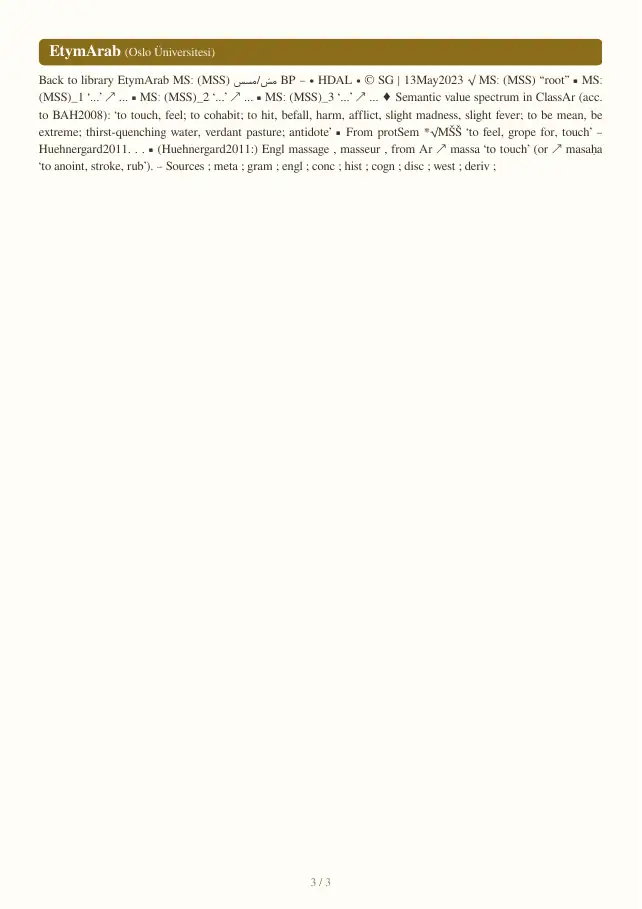 EtymArab (Oslo Üniversitesi)
Back to library EtymArab MS: (MSS) مسّ/مسس BP – • HDAL • © SG | 13May2023 √ MS: (MSS) “root” ▪ MS:
(MSS)_1 ‘...’ ↗ ... ▪ MS: (MSS)_2 ‘...’ ↗ ... ▪ MS: (MSS)_3 ‘...’ ↗ ... ♦ Semantic value spectrum in ClassAr (acc.
to BAH2008): ‘to touch, feel; to cohabit; to hit, befall, harm, afflict, slight madness, slight fever; to be mean, be
extreme; thirst-quenching water, verdant pasture; antidote’ ▪ From protSem *√MŠŠ ‘to feel, grope for, touch’ –
Huehnergard2011. . . ▪ (Huehnergard2011:) Engl massage , masseur , from Ar ↗ massa ‘to touch’ (or ↗ masaḥa
‘to anoint, stroke, rub’). – Sources ; meta ; gram ; engl ; conc ; hist ; cogn ; disc ; west ; deriv ;
3 / 3